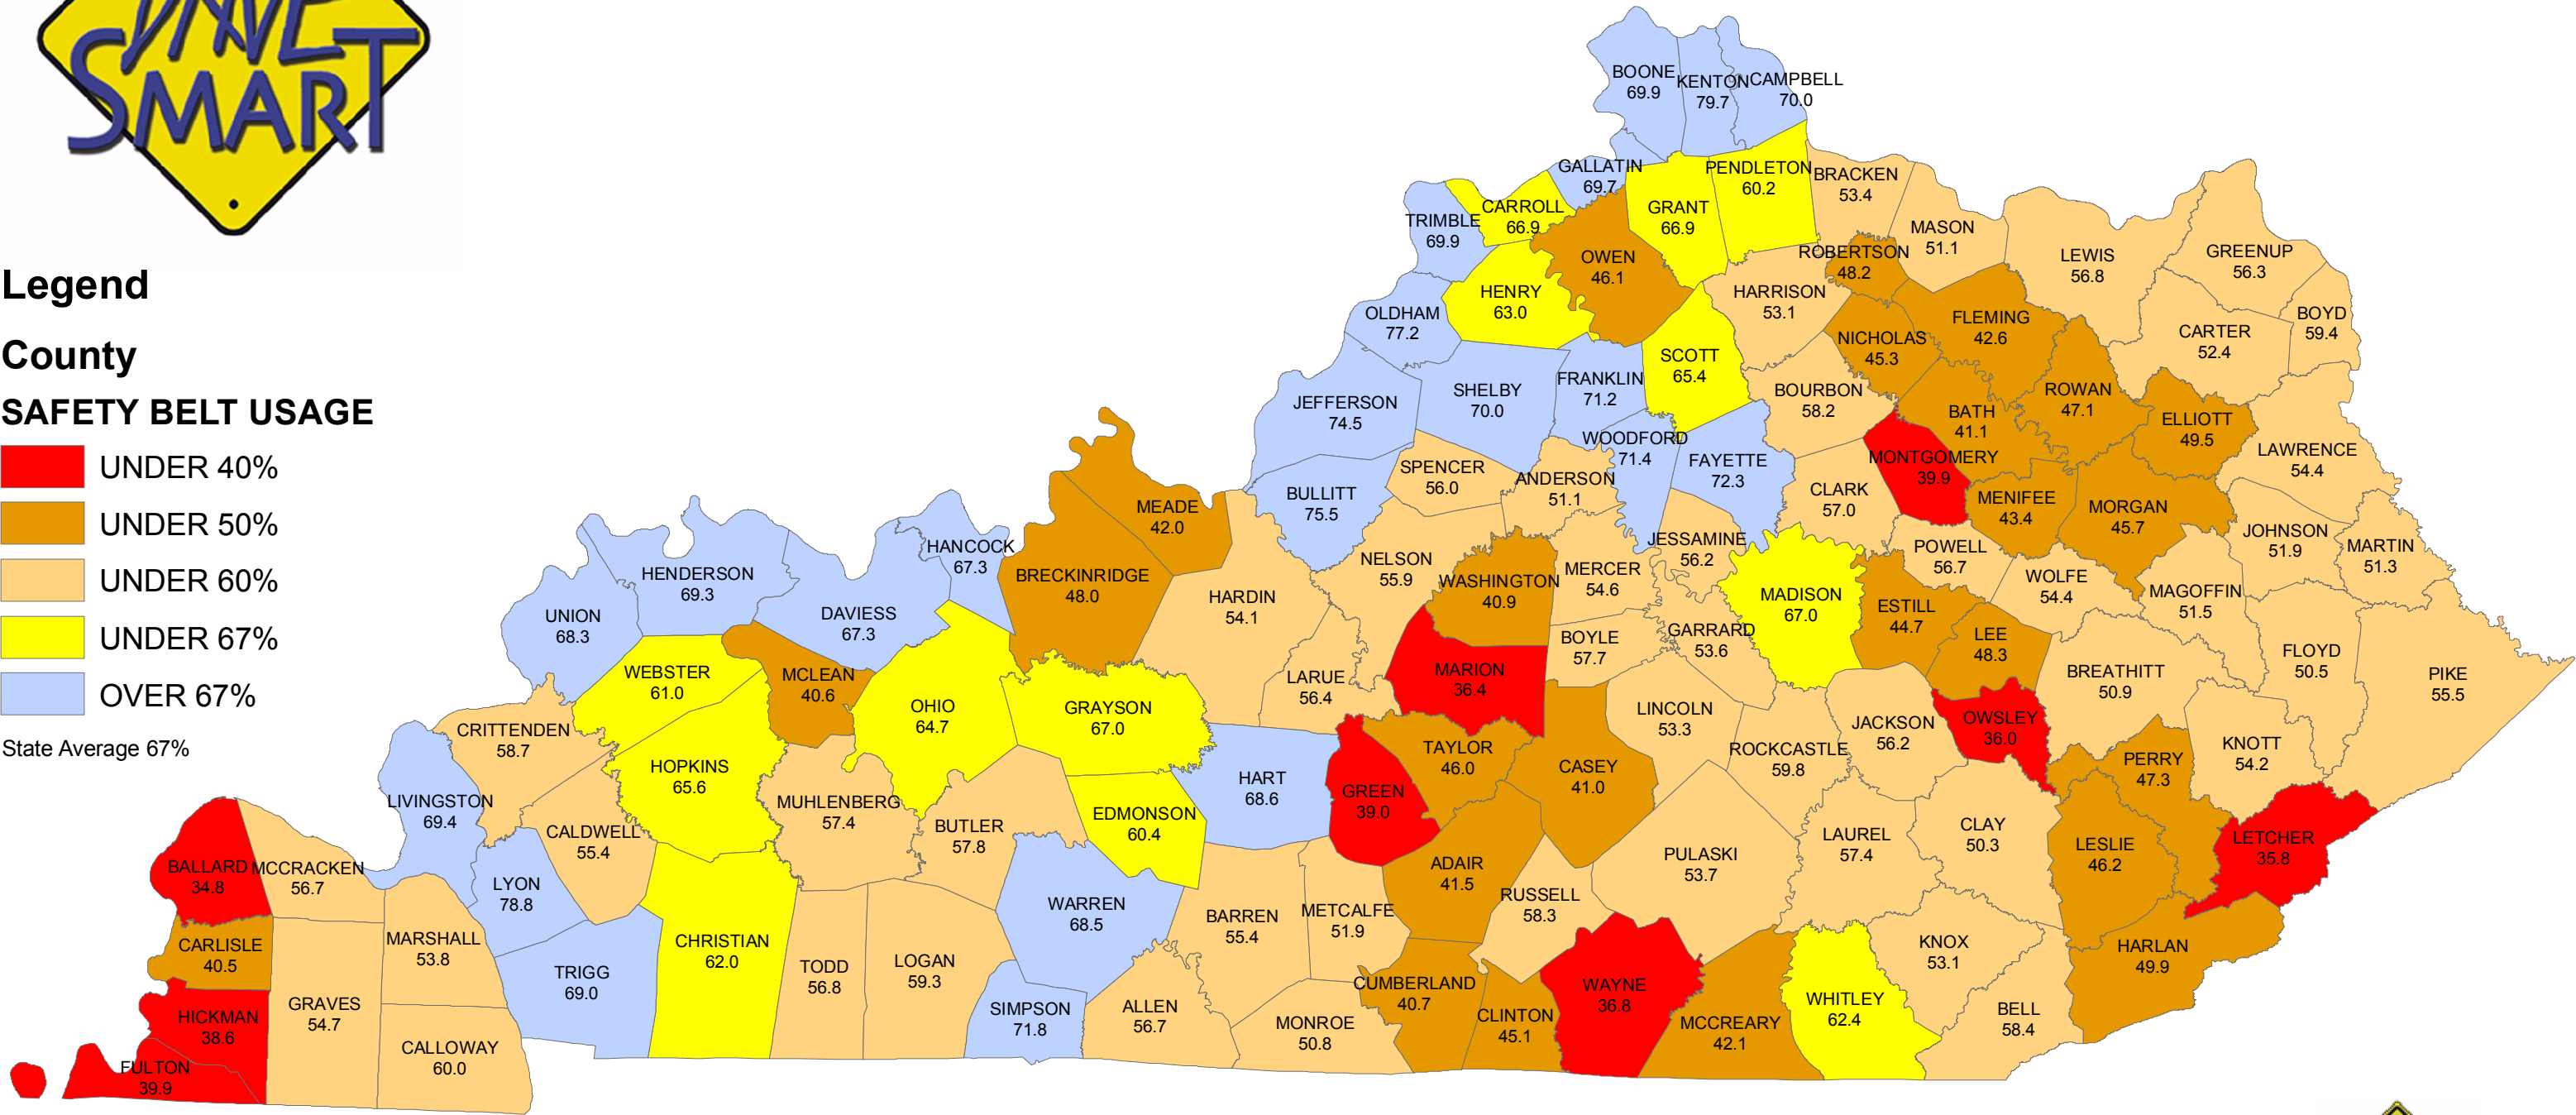 SMART
Legend
County
SAFETY BELT USAGE
UNDER 40%
UNDER 50%
UNDER 60%
UNDER 67%
OVER 67%
State Average 67%
BOONE
69.9
KENTON
79.7
CAMPBELL
70.0
GALLATIN
69.7
PENDLETON
60.2
BRACKEN
53.4
CARROLL
66.9
GRANT
66.9
TRIMBLE
69.9
MASON
51.1
ROBERTSON
48.2
LEWIS
56.8
GREENUP
56.3
OWEN
46.1
HENRY
63.0
HARRISON
53.1
OLDHAM
77.2
FLEMING
42.6
BOYD
59.4
CARTER
52.4
NICHOLAS
45.3
SCOTT
65.4
FRANKLIN
71.2
SHELBY
70.0
JEFFERSON
74.5
BOURBON
58.2
ROWAN
47.1
BATH
41.1
ELLIOTT
49.5
WOODFORD
71.4
LAWRENCE
54.4
MONTGOMERY
39.9
FAYETTE
72.3
SPENCER
56.0
ANDERSON
51.1
BULLITT
75.5
CLARK
57.0
MENIFEE
43.4
MORGAN
45.7
MEADE
42.0
JOHNSON
51.9
MARTIN
51.3
JESSAMINE
56.2
POWELL
56.7
HANCOCK
67.3
NELSON
55.9
MERCER
54.6
HENDERSON
69.3
BRECKINRIDGE
48.0
WASHINGTON
40.9
WOLFE
54.4
MAGOFFIN
51.5
HARDIN
54.1
MADISON
67.0
ESTILL
44.7
UNION
68.3
DAVIESS
67.3
BOYLE
57.7
GARRARD
53.6
LEE
48.3
FLOYD
50.5
WEBSTER
61.0
MCLEAN
40.6
LARUE
56.4
MARION
36.4
BREATHITT
50.9
PIKE
55.5
OHIO
64.7
GRAYSON
67.0
LINCOLN
53.3
JACKSON
56.2
OWSLEY
36.0
CRITTENDEN
58.7
TAYLOR
46.0
ROCKCASTLE
59.8
KNOTT
54.2
PERRY
47.3
HOPKINS
65.6
HART
68.6
CASEY
41.0
GREEN
39.0
LIVINGSTON
69.4
MUHLENBERG
57.4
EDMONSON
60.4
CALDWELL
55.4
BUTLER
57.8
LAUREL
57.4
CLAY
50.3
LESLIE
46.2
LETCHER
35.8
BALLARD
34.8
MCCRACKEN
56.7
ADAIR
41.5
PULASKI
53.7
LYON
78.8
RUSSELL
58.3
WARREN
68.5
BARREN
55.4
METCALFE
51.9
CARLISLE
40.5
MARSHALL
53.8
CHRISTIAN
62.0
KNOX
53.1
HARLAN
49.9
TRIGG
69.0
TODD
56.8
LOGAN
59.3
CUMBERLAND
40.7
WAYNE
36.8
WHITLEY
62.4
GRAVES
54.7
HICKMAN
38.6
SIMPSON
71.8
ALLEN
56.7
MONROE
50.8
CLINTON
45.1
MCCREARY
42.1
BELL
58.4
CALLOWAY
60.0
FULTON
39.9